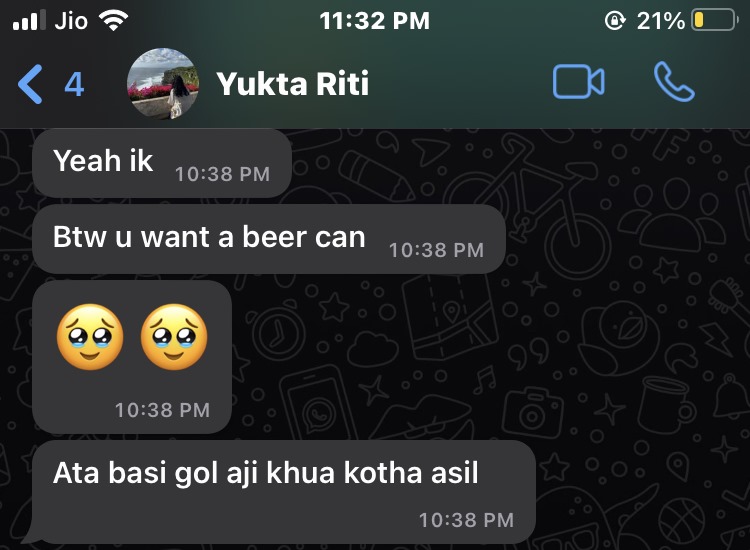 Jio 11:32 PM 21%
4 Yukta Riti
Yeah ik 10:38 PM
Btw u want a beer can 10:38 PM
🥹 🥹
10:38 PM
Ata basi gol aji khua kotha asil
10:38 PM